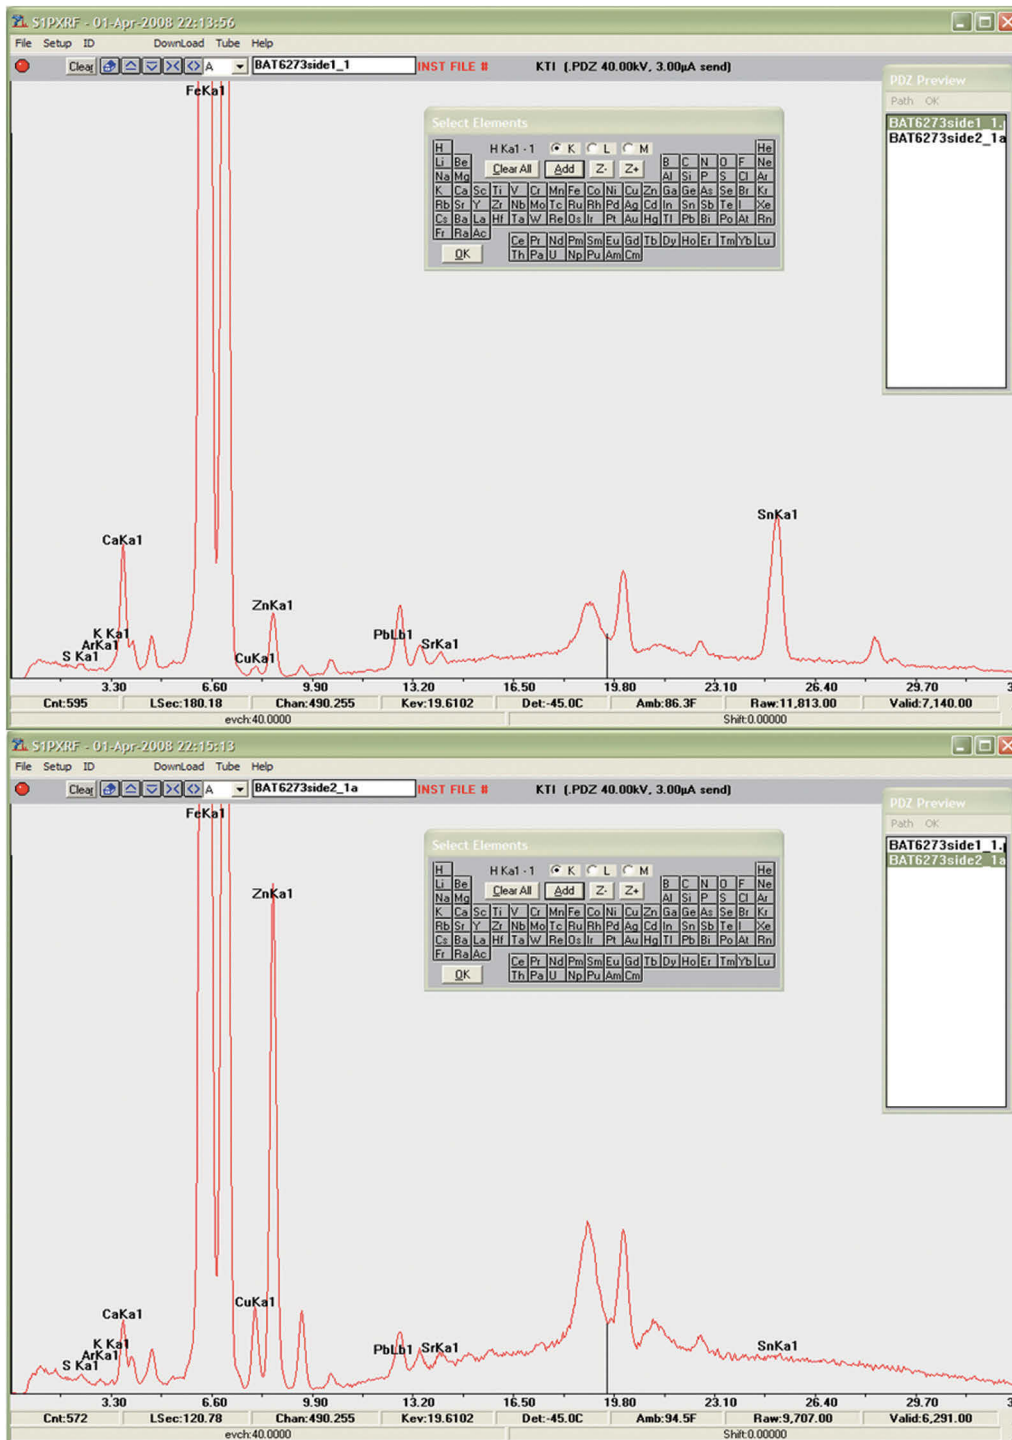 S1PXRF - 01-Apr-2008 22:13:56
File Setup ID DownLoad Tube Help
Clear A BAT6273side1_1 INST FILE # KTI (.PDZ 40.00kV, 3.00µA send)
PDZ Preview
Path OK
BAT6273side1_1.p
BAT6273side2_1a
Select Elements
H Ka1 - 1 K L M
Clear All Add Z- Z+
H He
Li Be B C N O F Ne
Na Mg Al Si P S Cl Ar
K Ca Sc Ti V Cr Mn Fe Co Ni Cu Zn Ga Ge As Se Br Kr
Rb Sr Y Zr Nb Mo Tc Ru Rh Pd Ag Cd In Sn Sb Te I Xe
Cs Ba La Hf Ta W Re Os Ir Pt Au Hg Tl Pb Bi Po At Rn
Fr Ra Ac
Ce Pr Nd Pm Sm Eu Gd Tb Dy Ho Er Tm Yb Lu
Th Pa U Np Pu Am Cm
OK
FeKa1
SnKa1
CaKa1
ZnKa1
K Ka1
PbLb1
ArKa1
SrKa1
S Ka1
CuKa1
3.30 6.60 9.90 13.20 16.50 19.80 23.10 26.40 29.70
Cnt:595 LSec:180.18 Chan:490.255 Kev:19.6102 Det:-45.0C Amb:86.3F Raw:11,813.00 Valid:7,140.00
evch:40.0000 Shift:0.00000
S1PXRF - 01-Apr-2008 22:15:13
File Setup ID DownLoad Tube Help
Clear A BAT6273side2_1a INST FILE # KTI (.PDZ 40.00kV, 3.00µA send)
PDZ Preview
Path OK
BAT6273side1_1.p
BAT6273side2_1a
Select Elements
H Ka1 - 1 K L M
Clear All Add Z- Z+
H He
Li Be B C N O F Ne
Na Mg Al Si P S Cl Ar
K Ca Sc Ti V Cr Mn Fe Co Ni Cu Zn Ga Ge As Se Br Kr
Rb Sr Y Zr Nb Mo Tc Ru Rh Pd Ag Cd In Sn Sb Te I Xe
Cs Ba La Hf Ta W Re Os Ir Pt Au Hg Tl Pb Bi Po At Rn
Fr Ra Ac
Ce Pr Nd Pm Sm Eu Gd Tb Dy Ho Er Tm Yb Lu
Th Pa U Np Pu Am Cm
OK
FeKa1
ZnKa1
CuKa1
CaKa1
K Ka1
SnKa1
PbLb1 SrKa1
ArKa1
S Ka1
3.30 6.60 9.90 13.20 16.50 19.80 23.10 26.40 29.70
Cnt:572 LSec:120.78 Chan:490.255 Kev:19.6102 Det:-45.0C Amb:94.5F Raw:9,707.00 Valid:6,291.00
evch:40.0000 Shift:0.00000